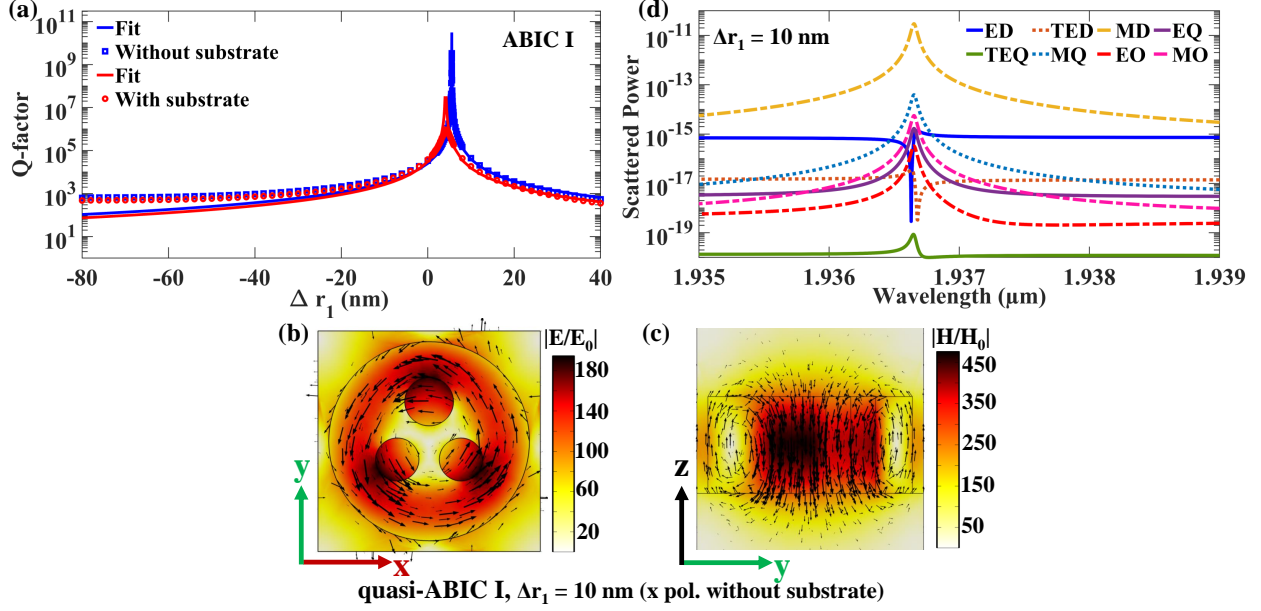 (a)
10^11
10^9
10^7
10^5
10^3
10^1
Q-factor
Fit
Without substrate
Fit
With substrate
ABIC I
-80 -60 -40 -20 0 20 40
Δ r₁ (nm)
(d)
10^-11
10^-13
10^-15
10^-17
10^-19
Scattered Power
Δr₁ = 10 nm
ED TED MD EQ
TEQ MQ EO MO
1.935 1.936 1.937 1.938 1.939
Wavelength (μm)
(b)
|E/E₀|
180
140
100
60
20
y
x
(c)
|H/H₀|
450
350
250
150
50
z
y
quasi-ABIC I, Δr₁ = 10 nm (x pol. without substrate)